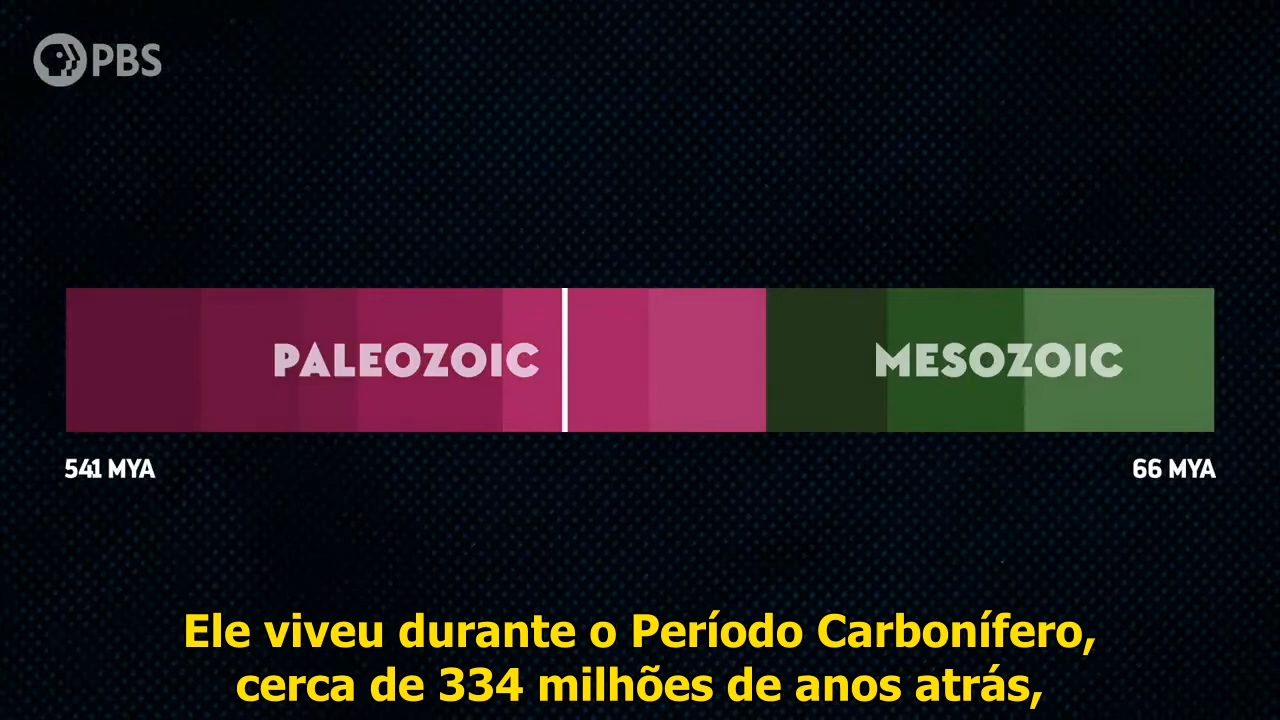 PBS
PALEOZOIC
MESOZOIC
541 MYA
66 MYA
Ele viveu durante o Período Carbonífero,
cerca de 334 milhões de anos atrás,